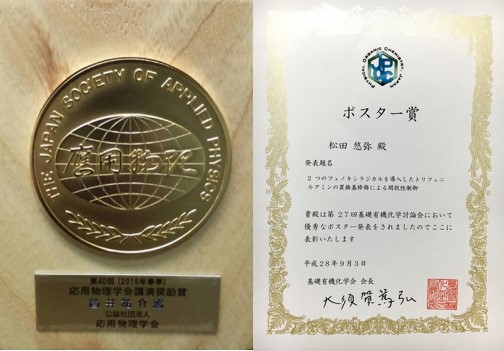 THE JAPAN SOCIETY OF APPLIED PHYSICS
應用物理
第40回 (2016年春季)
応用物理学会講演奨励賞
公益社団法人
応用物理学会
PHYSICAL ORGANIC CHEMISTRY, JAPAN
ポスター賞
松田 悠弥 殿
発表題名
2 つのフェノキシラジカルを導入したトリフェニ
ルアミンの置換基修飾による開殻性制御
貴殿は第 27回基礎有機化学討論会において
優秀なポスター発表をされましたのでここに
表彰いたします
平成28年9月3日
基礎有機化学会 会長
大須賀篤弘